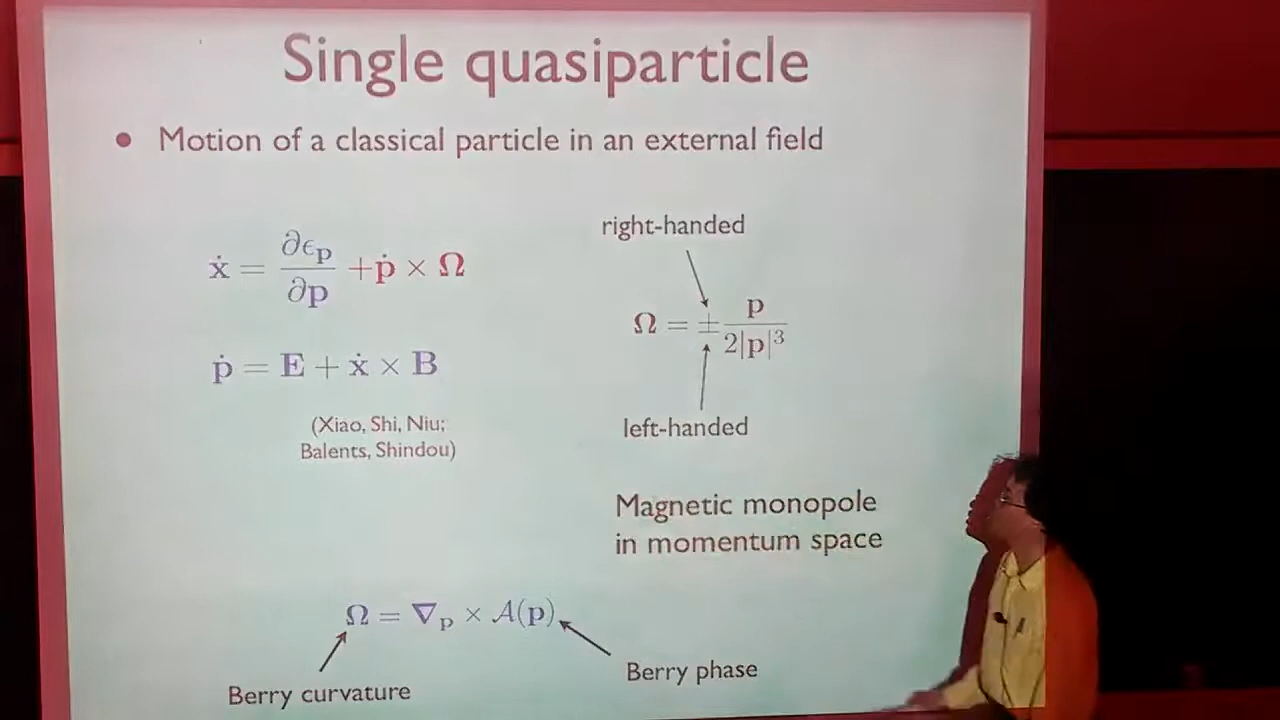 Single quasiparticle
• Motion of a classical particle in an external field
ẋ = ∂ϵ_p/∂p + ṗ × Ω
ṗ = E + ẋ × B
(Xiao, Shi, Niu;
Balents, Shindou)
right-handed
Ω = ± p/2|p|³
left-handed
Magnetic monopole
in momentum space
Ω = ∇_p × 𝒜(p)
Berry curvature
Berry phase